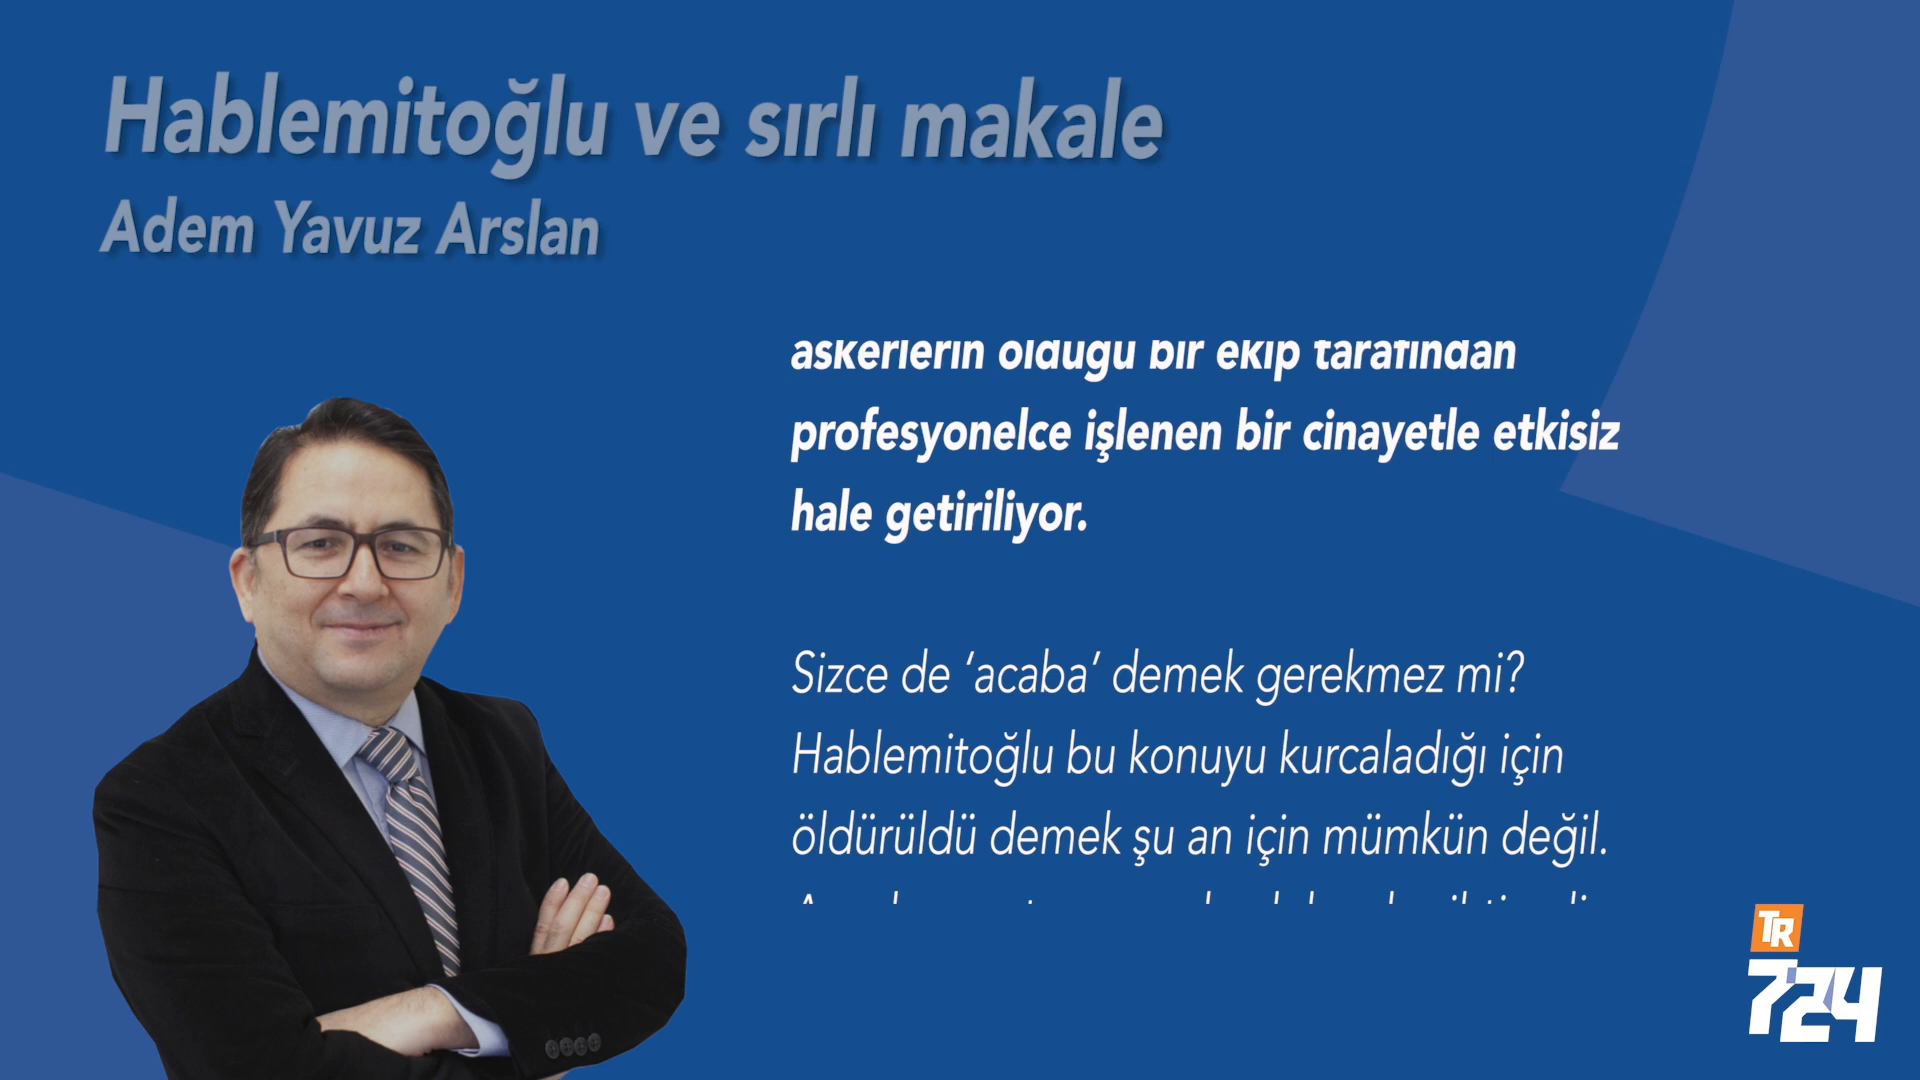 Hablemitoğlu ve sırlı makale
Adem Yavuz Arslan
askerlerin olduğu bir ekip tarafından
profesyonelce işlenen bir cinayetle etkisiz
hale getiriliyor.
Sizce de ‘acaba’ demek gerekmez mi?
Hablemitoğlu bu konuyu kurcaladığı için
öldürüldü demek şu an için mümkün değil.
TR
724